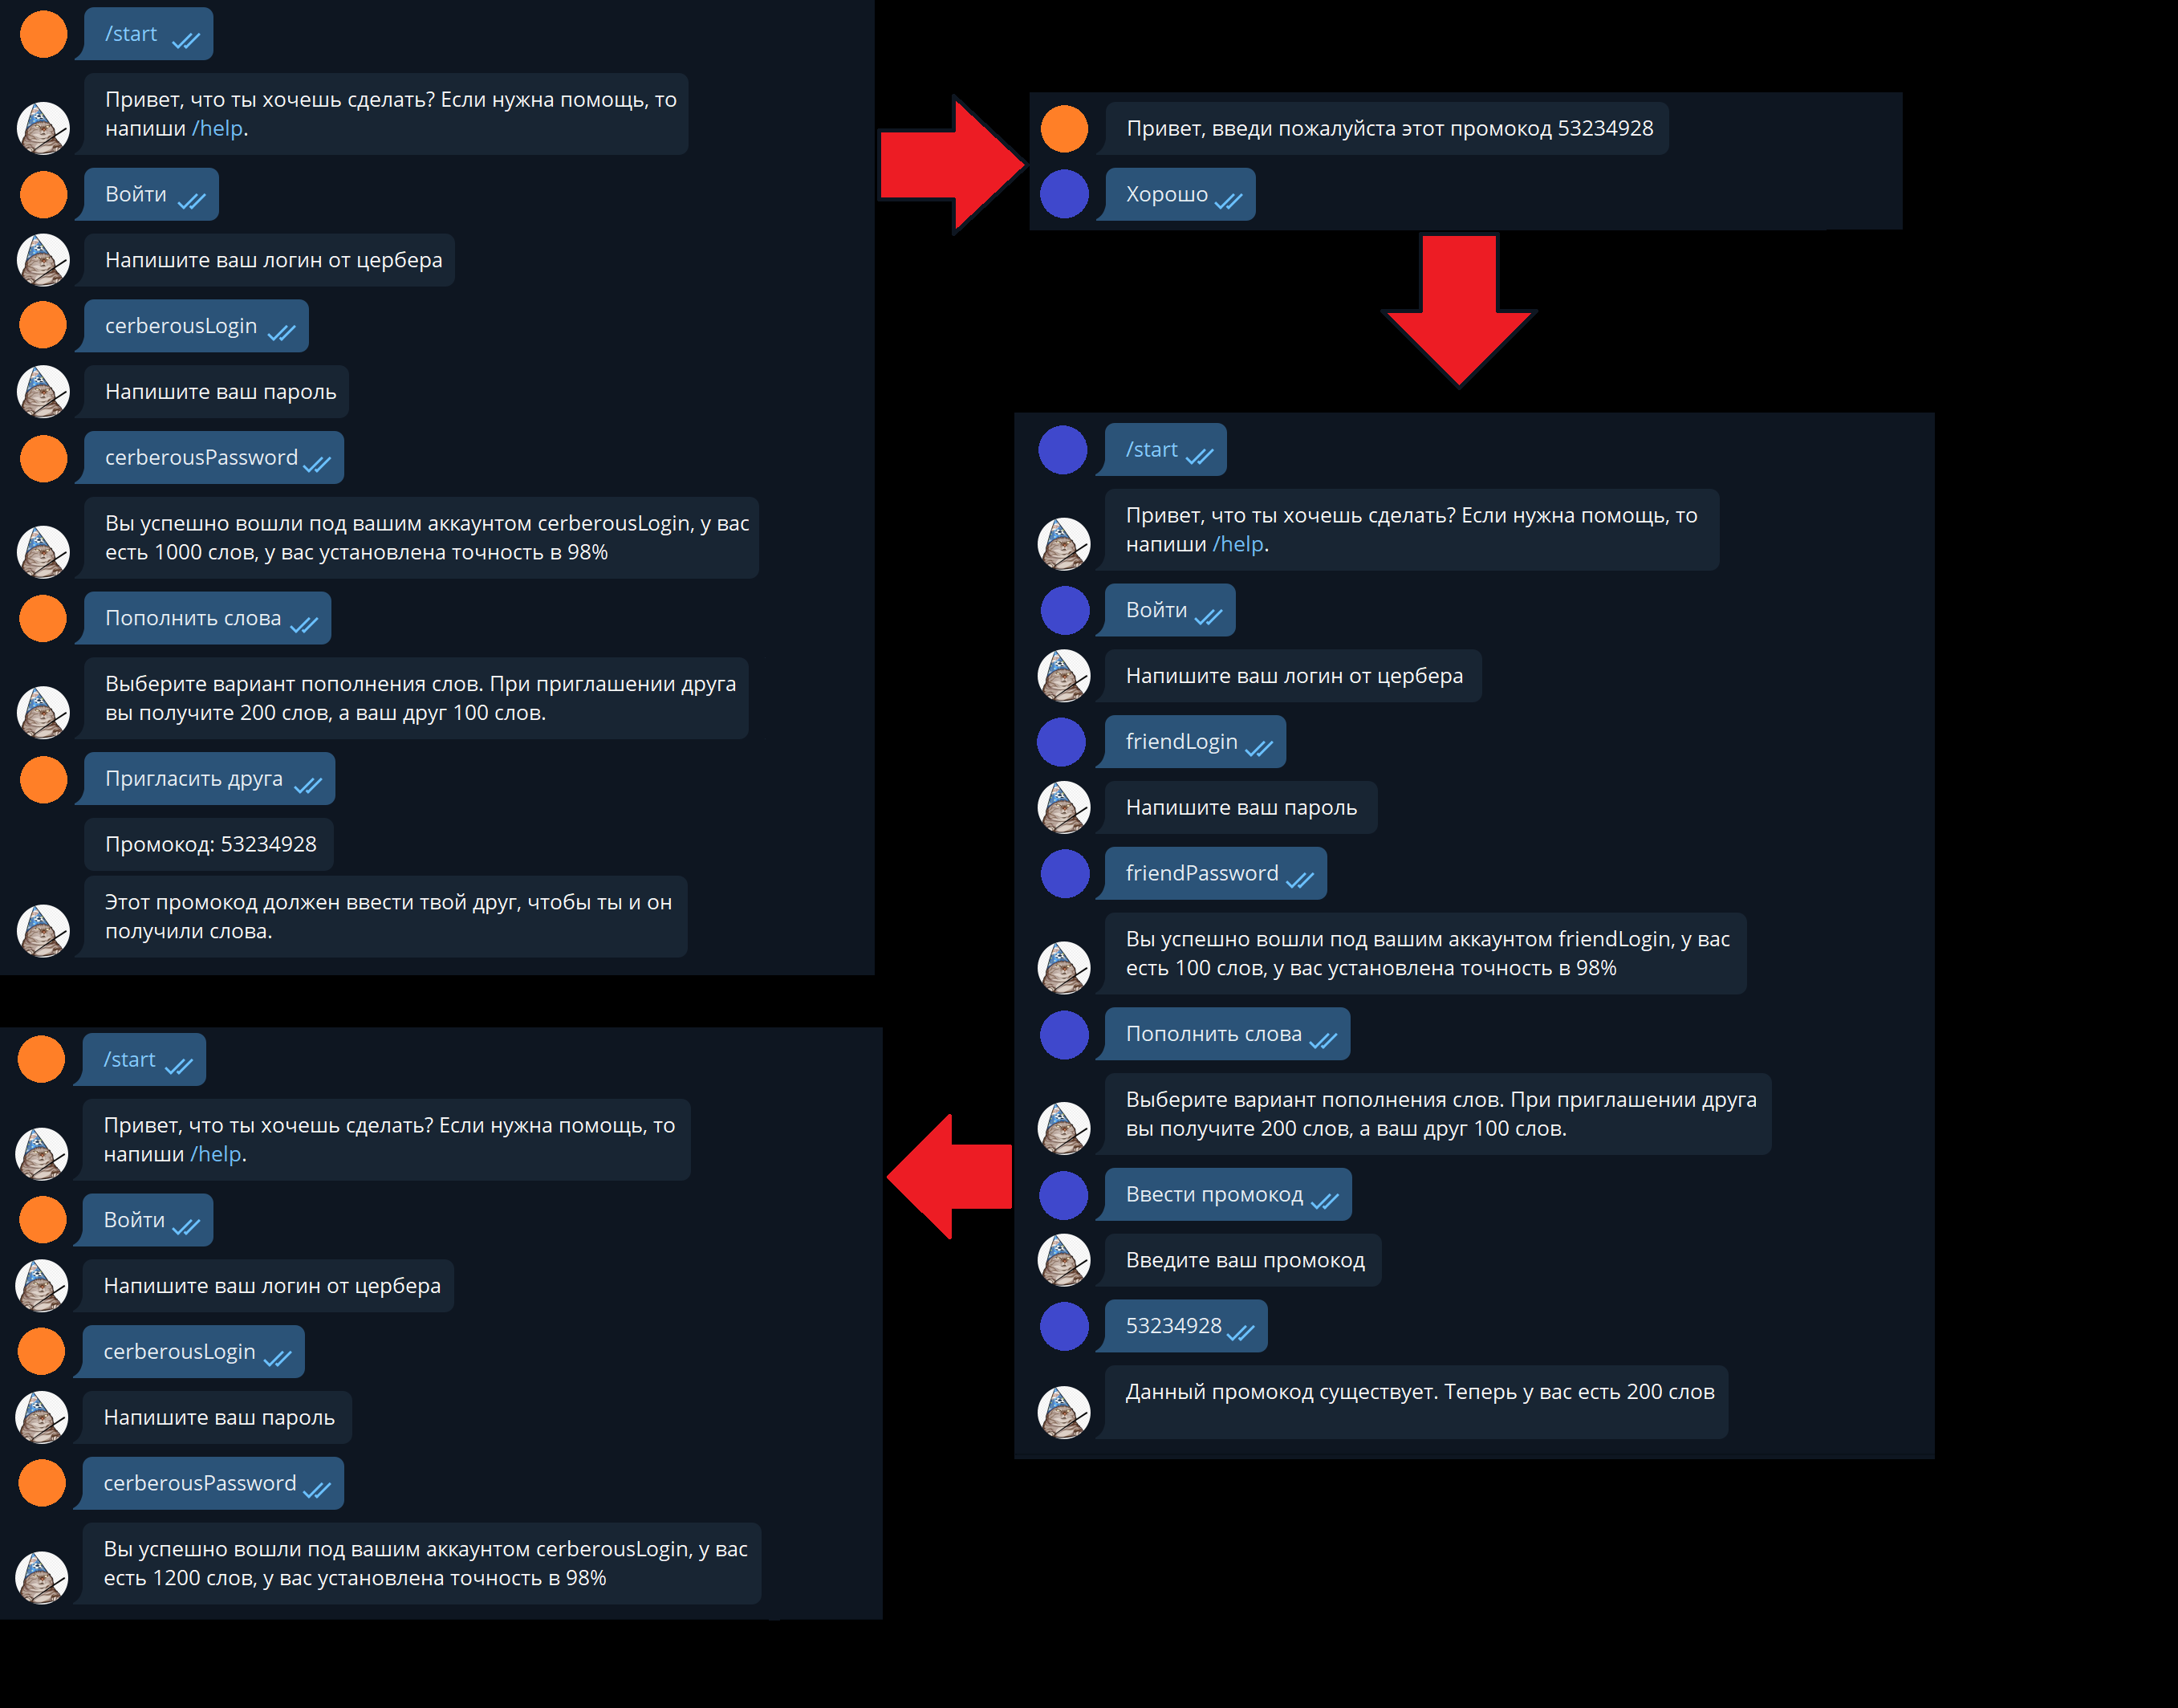 /start
Привет, что ты хочешь сделать? Если нужна помощь, то
напиши /help.
Войти
Напишите ваш логин от цербера
cerberousLogin
Напишите ваш пароль
cerberousPassword
Вы успешно вошли под вашим аккаунтом cerberousLogin, у вас
есть 1000 слов, у вас установлена точность в 98%
Пополнить слова
Выберите вариант пополнения слов. При приглашении друга
вы получите 200 слов, а ваш друг 100 слов.
Пригласить друга
Промокод: 53234928
Этот промокод должен ввести твой друг, чтобы ты и он
получили слова.
Привет, введи пожалуйста этот промокод 53234928
Хорошо
/start
Привет, что ты хочешь сделать? Если нужна помощь, то
напиши /help.
Войти
Напишите ваш логин от цербера
friendLogin
Напишите ваш пароль
friendPassword
Вы успешно вошли под вашим аккаунтом friendLogin, у вас
есть 100 слов, у вас установлена точность в 98%
Пополнить слова
Выберите вариант пополнения слов. При приглашении друга
вы получите 200 слов, а ваш друг 100 слов.
Ввести промокод
Введите ваш промокод
53234928
Данный промокод существует. Теперь у вас есть 200 слов
/start
Привет, что ты хочешь сделать? Если нужна помощь, то
напиши /help.
Войти
Напишите ваш логин от цербера
cerberousLogin
Напишите ваш пароль
cerberousPassword
Вы успешно вошли под вашим аккаунтом cerberousLogin, у вас
есть 1200 слов, у вас установлена точность в 98%